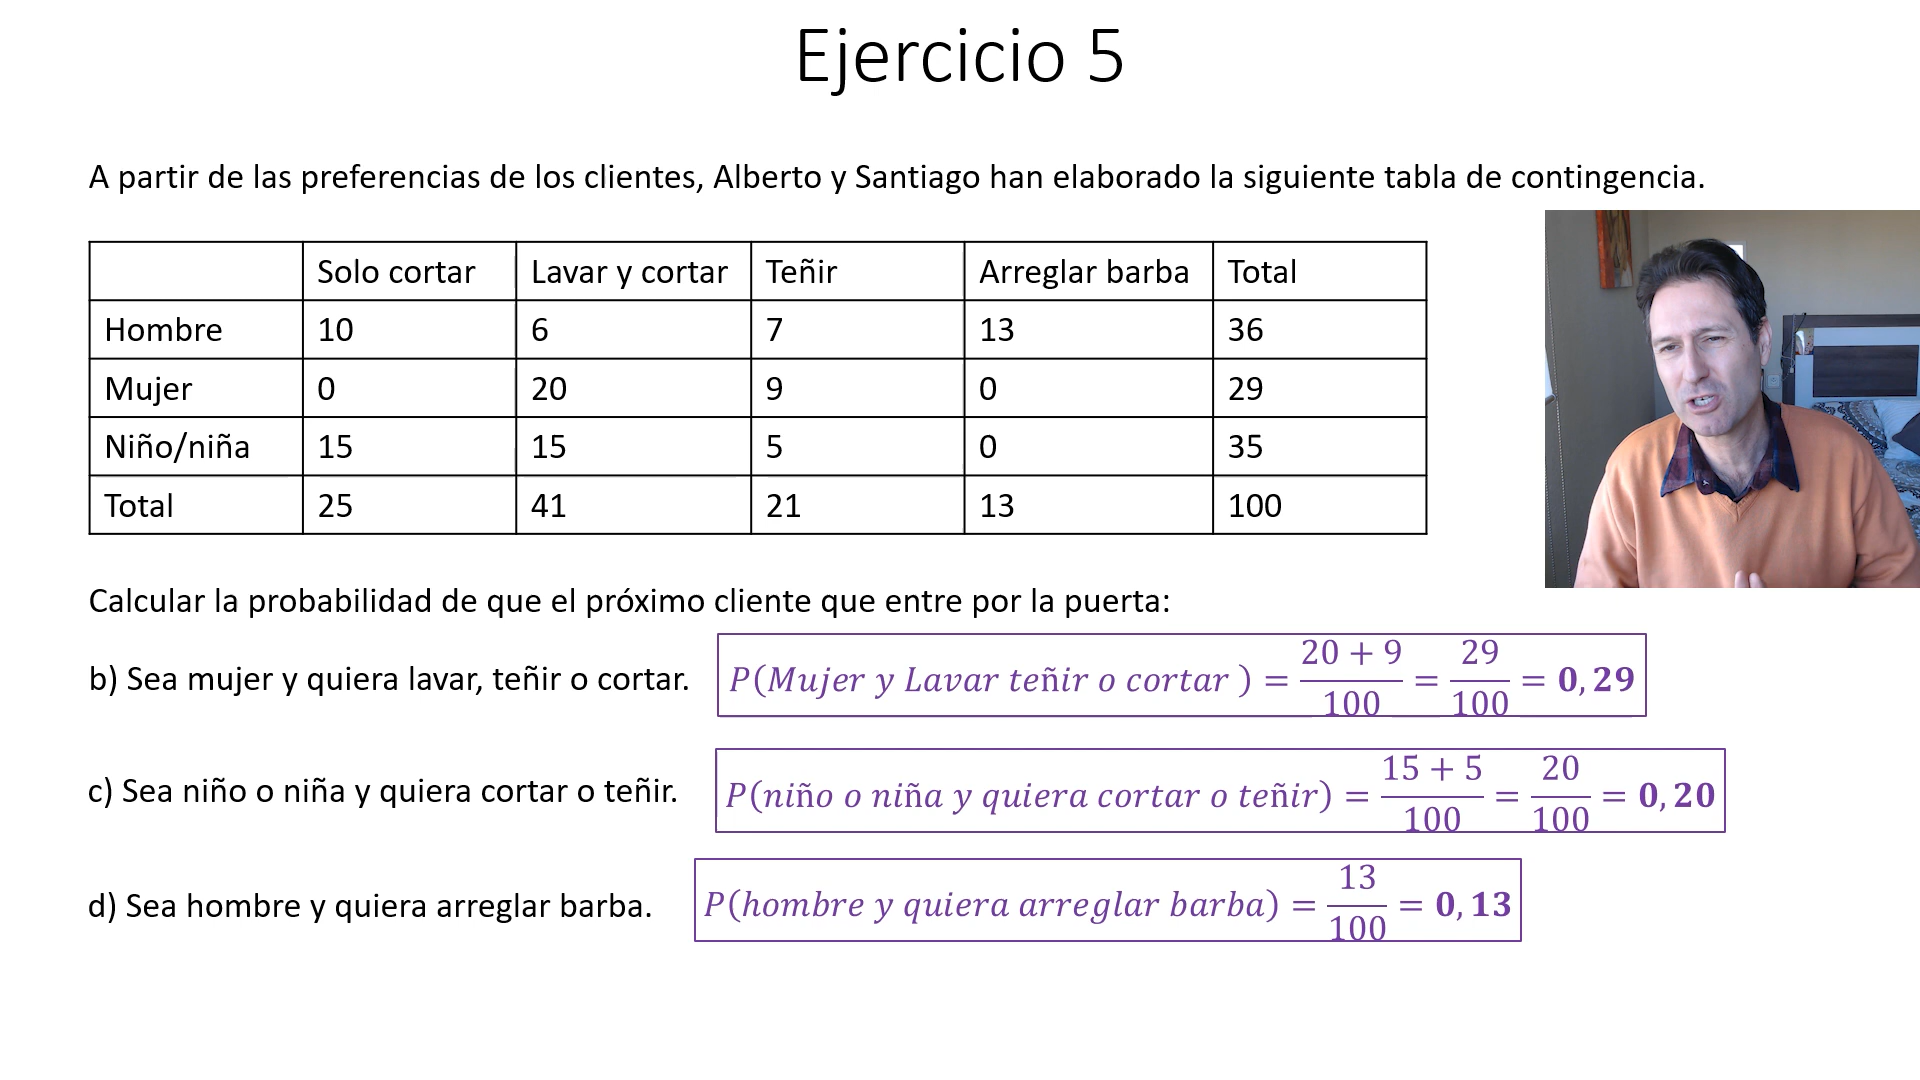 Ejercicio 5
A partir de las preferencias de los clientes, Alberto y Santiago han elaborado la siguiente tabla de contingencia.
Solo cortar Lavar y cortar Teñir Arreglar barba Total
Hombre 10 6 7 13 36
Mujer 0 20 9 0 29
Niño/niña 15 15 5 0 35
Total 25 41 21 13 100
Calcular la probabilidad de que el próximo cliente que entre por la puerta:
b) Sea mujer y quiera lavar, teñir o cortar. P(Mujer y Lavar teñir o cortar ) = (20 + 9)/100 = 29/100 = 0,29
c) Sea niño o niña y quiera cortar o teñir. P(niño o niña y quiera cortar o teñir) = (15 + 5)/100 = 20/100 = 0,20
d) Sea hombre y quiera arreglar barba. P(hombre y quiera arreglar barba) = 13/100 = 0,13